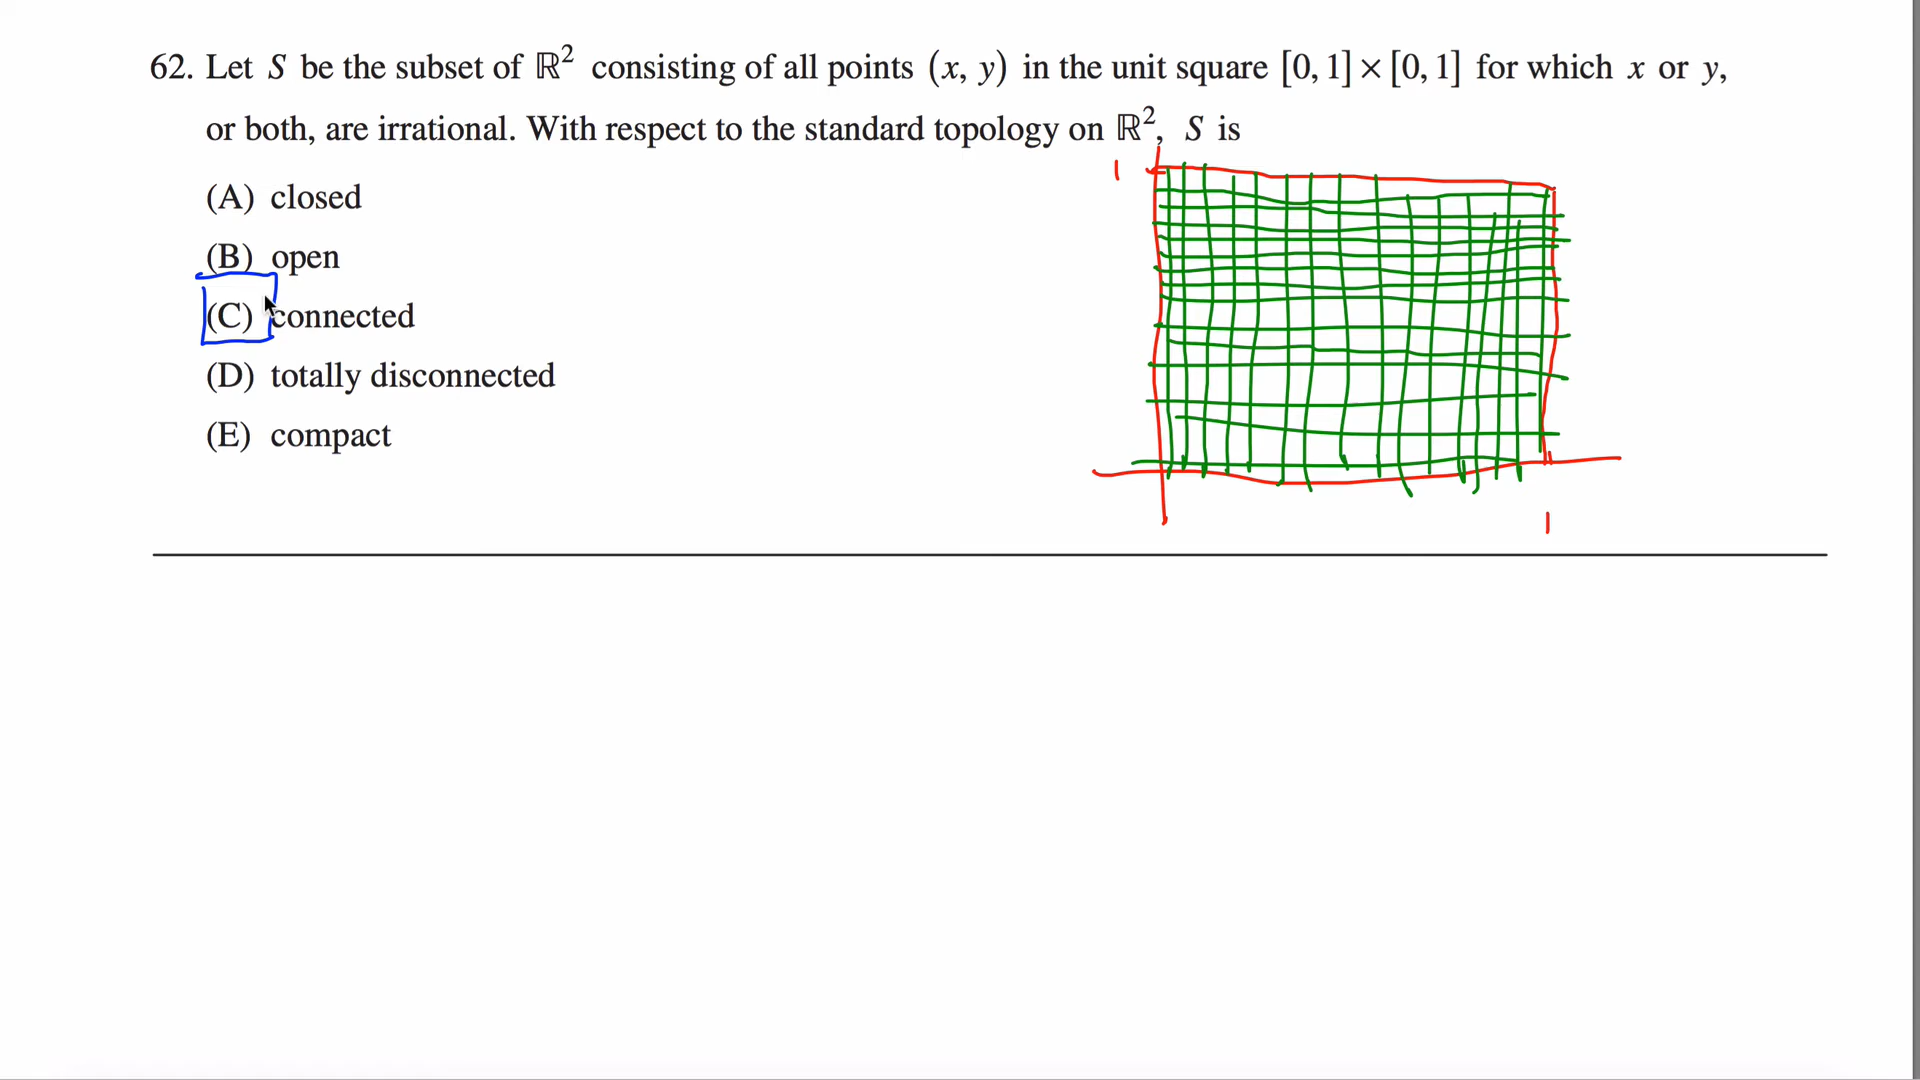 62. Let S be the subset of ℝ² consisting of all points (x, y) in the unit square [0, 1] × [0, 1] for which x or y,
or both, are irrational. With respect to the standard topology on ℝ², S is
(A) closed
(B) open
(C) connected
(D) totally disconnected
(E) compact
1
1